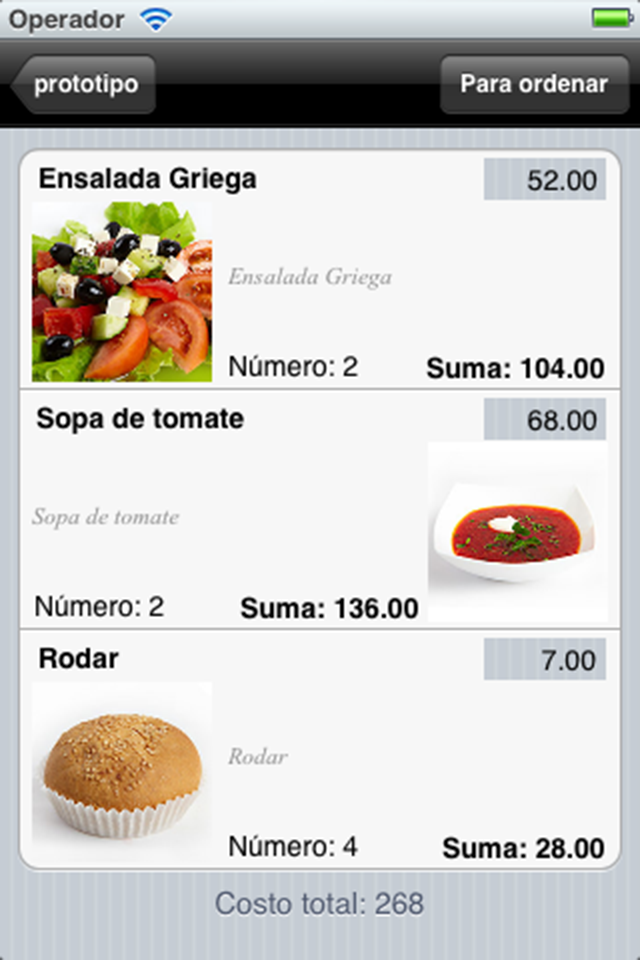 Operador
prototipo
Para ordenar
Ensalada Griega
52.00
Ensalada Griega
Número: 2
Suma: 104.00
Sopa de tomate
68.00
Sopa de tomate
Número: 2
Suma: 136.00
Rodar
7.00
Rodar
Número: 4
Suma: 28.00
Costo total: 268